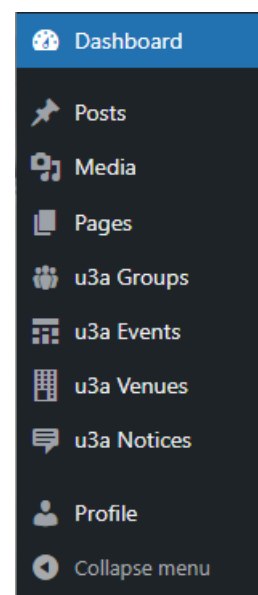 Dashboard
Posts
Media
Pages
u3a Groups
u3a Events
u3a Venues
u3a Notices
Profile
Collapse menu